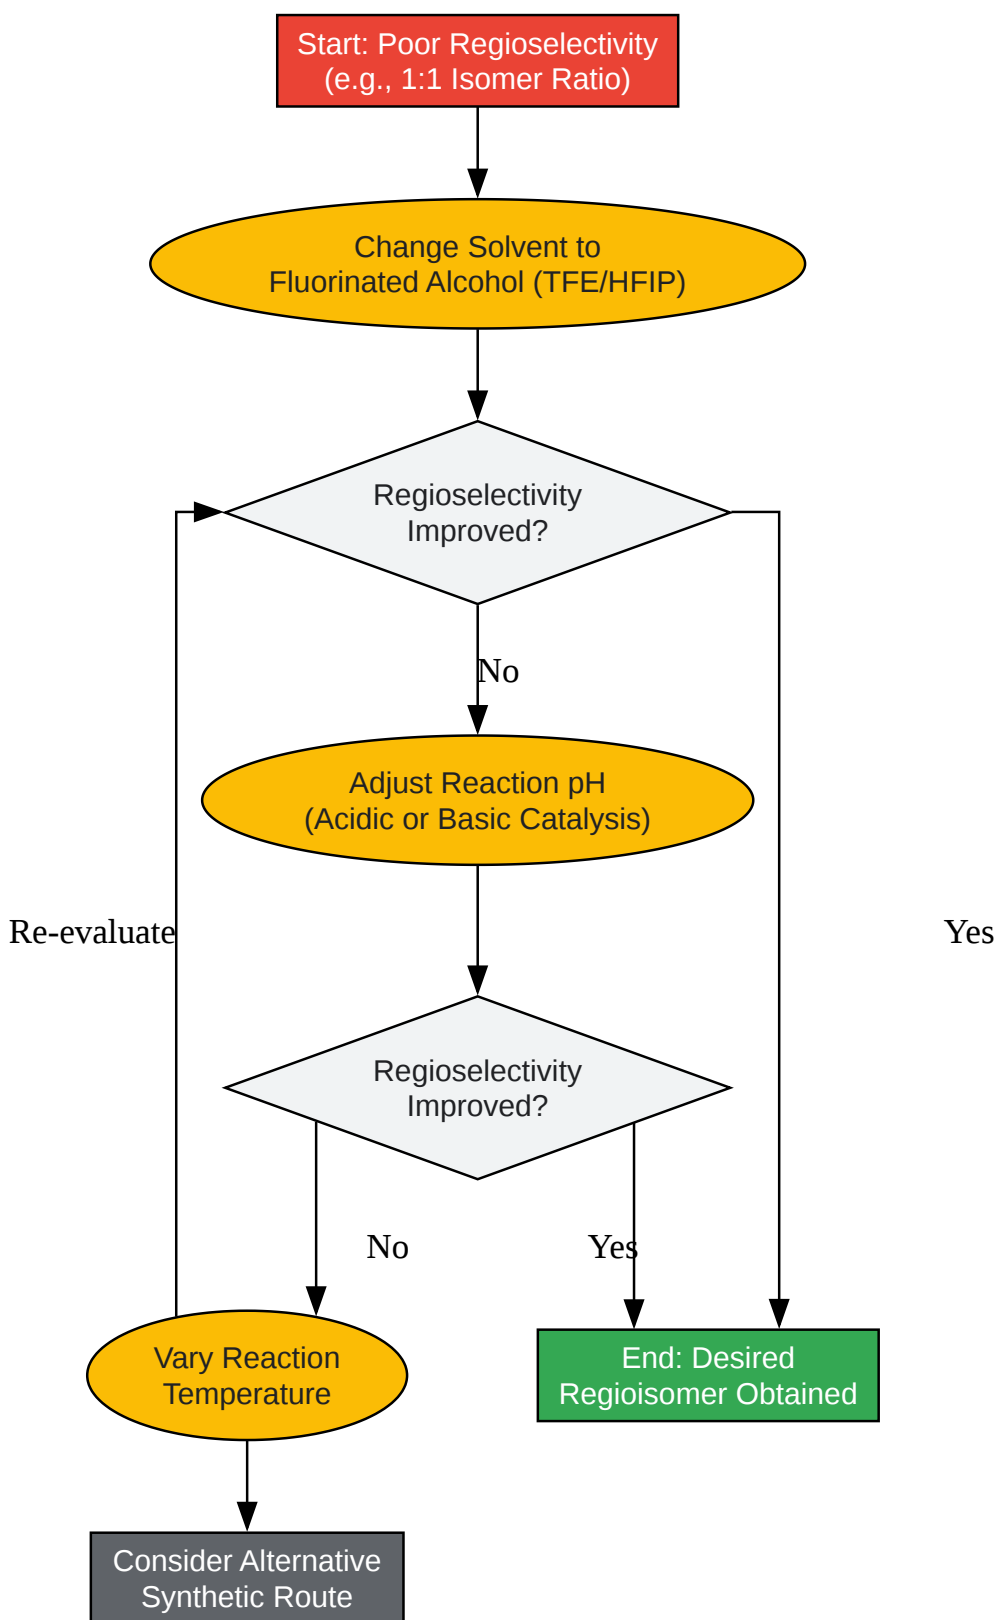 Start: Poor Regioselectivity
(e.g., 1:1 Isomer Ratio)
Change Solvent to
Fluorinated Alcohol (TFE/HFIP)
Regioselectivity
Improved?
No
Adjust Reaction pH
(Acidic or Basic Catalysis)
Re-evaluate
Yes
Regioselectivity
Improved?
No
Yes
Vary Reaction
Temperature
End: Desired
Regioisomer Obtained
Consider Alternative
Synthetic Route